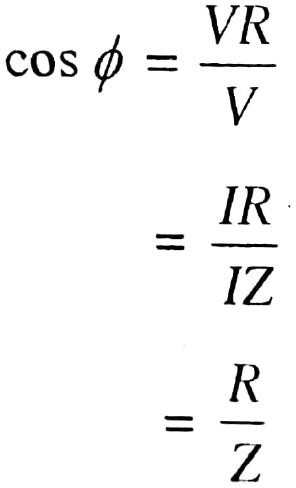 cos ϕ = VR/V
= IR/IZ
= R/Z